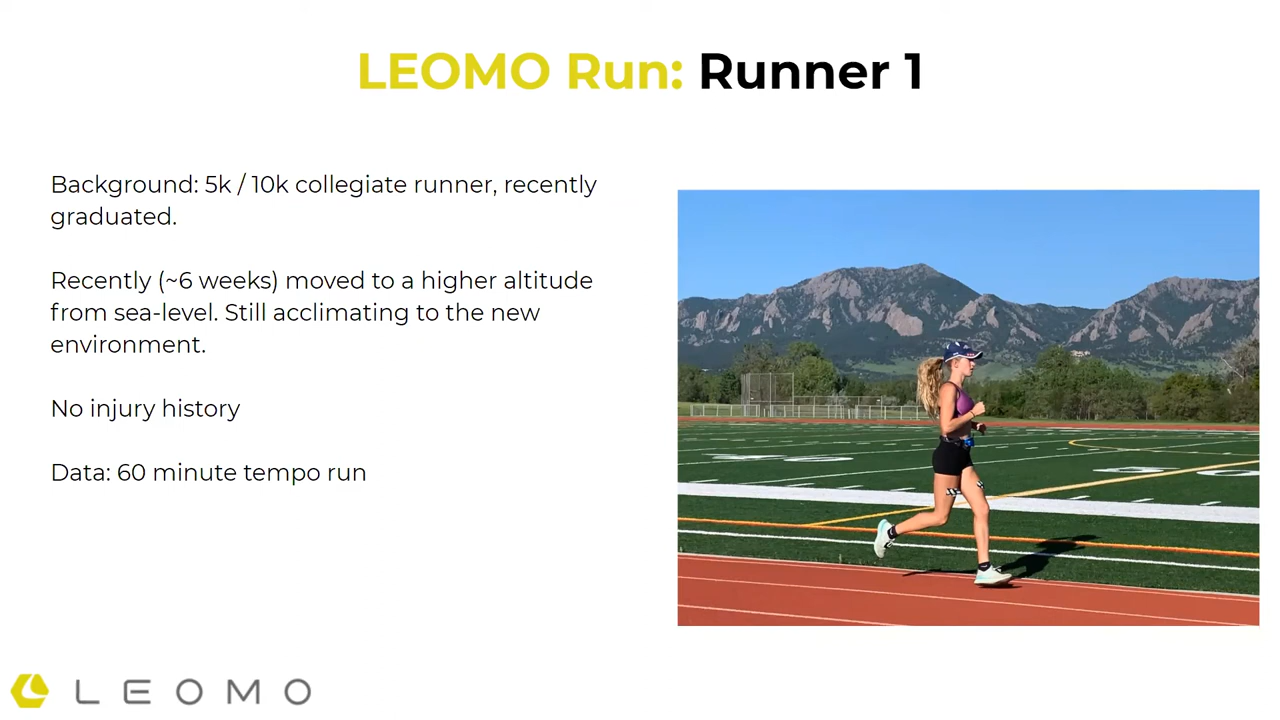 LEOMO Run: Runner 1
Background: 5k / 10k collegiate runner, recently
graduated.
Recently (~6 weeks) moved to a higher altitude
from sea-level. Still acclimating to the new
environment.
No injury history
Data: 60 minute tempo run
LEOMO